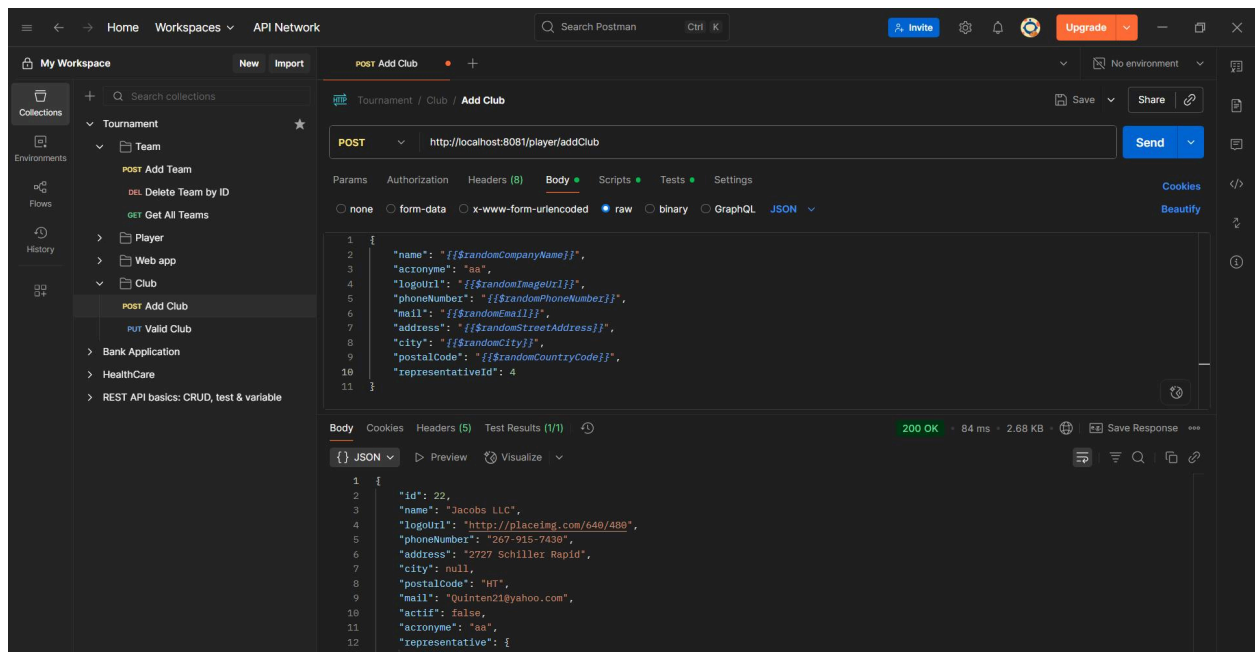 Home Workspaces API Network Search Postman Ctrl K Invite Upgrade
My Workspace New Import POST Add Club No environment
Collections
Environments
Flows
History
Search collections
Tournament
Team
POST Add Team
DEL Delete Team by ID
GET Get All Teams
Player
Web app
Club
POST Add Club
PUT Valid Club
Bank Application
HealthCare
REST API basics: CRUD, test & variable
HTTP Tournament / Club / Add Club Save Share
POST http://localhost:8081/player/addClub Send
Params Authorization Headers (8) Body Scripts Tests Settings Cookies
none form-data x-www-form-urlencoded raw binary GraphQL JSON Beautify
1 {
2 "name": "{{$randomCompanyName}}",
3 "acronyme": "aa",
4 "logoUrl": "{{$randomImageUrl}}",
5 "phoneNumber": "{{$randomPhoneNumber}}",
6 "mail": "{{$randomEmail}}",
7 "address": "{{$randomStreetAddress}}",
8 "city": "{{$randomCity}}",
9 "postalCode": "{{$randomCountryCode}}",
10 "representativeId": 4
11 }
Body Cookies Headers (5) Test Results (1/1) 200 OK 84 ms 2.68 KB Save Response
{} JSON Preview Visualize
1 {
2 "id": 22,
3 "name": "Jacobs LLC",
4 "logoUrl": "http://placeimg.com/640/480",
5 "phoneNumber": "267-915-7430",
6 "address": "2727 Schiller Rapid",
7 "city": null,
8 "postalCode": "HT",
9 "mail": "Quinten21@yahoo.com",
10 "actif": false,
11 "acronyme": "aa",
12 "representative": {